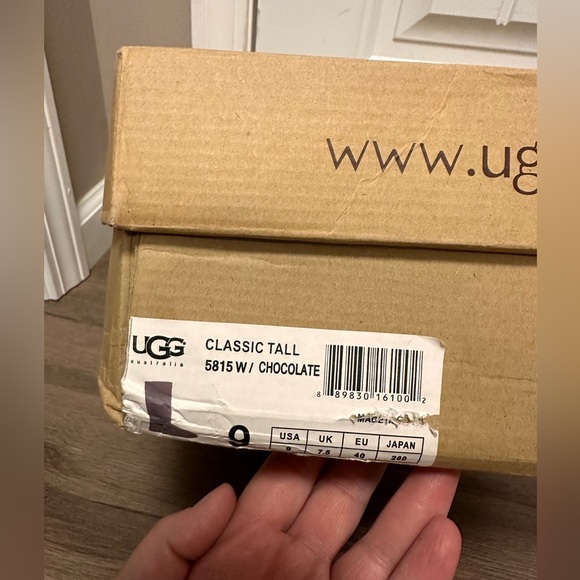 www.ug
UGG
australia
CLASSIC TALL
5815 W/ CHOCOLATE
8 89830 16100 2
9
USA UK EU JAPAN
9 7.5 40 260